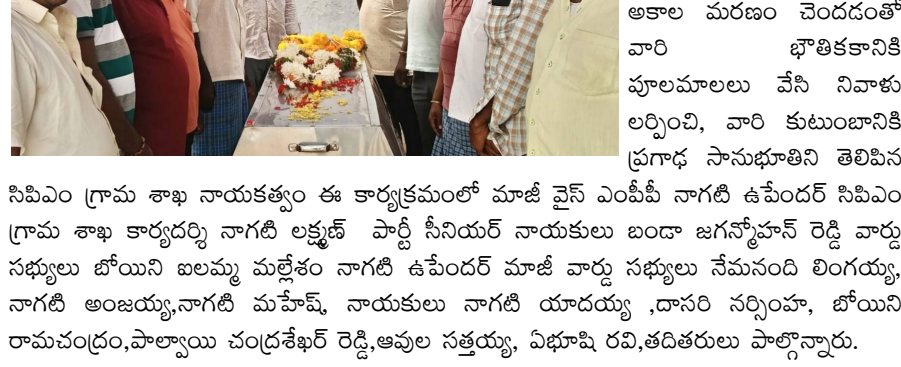 అకాల మరణం చెందడంతో
వారి భౌతికకానికి
పూలమాలలు వేసి నివాళు
లర్పించి, వారి కుటుంబానికి
ప్రగాఢ సానుభూతిని తెలిపిన
సిపిఎం గ్రామ శాఖ నాయకత్వం ఈ కార్యక్రమంలో మాజీ వైస్ ఎంపీపీ నాగటి ఉపేందర్ సిపిఎం
గ్రామ శాఖ కార్యదర్శి నాగటి లక్ష్మణ్ పార్టీ సీనియర్ నాయకులు బండా జగన్మోహన్ రెడ్డి వార్డు
సభ్యులు బోయిని ఐలమ్మ మల్లేశం నాగటి ఉపేందర్ మాజీ వార్డు సభ్యులు నేమనంది లింగయ్య,
నాగటి అంజయ్య,నాగటి మహేష్, నాయకులు నాగటి యాదయ్య ,దాసరి నర్సింహ, బోయిని
రామచంద్రం,పాల్వాయి చంద్రశేఖర్ రెడ్డి,ఆవుల సత్తయ్య, ఏభూషి రవి,తదితరులు పాల్గొన్నారు.